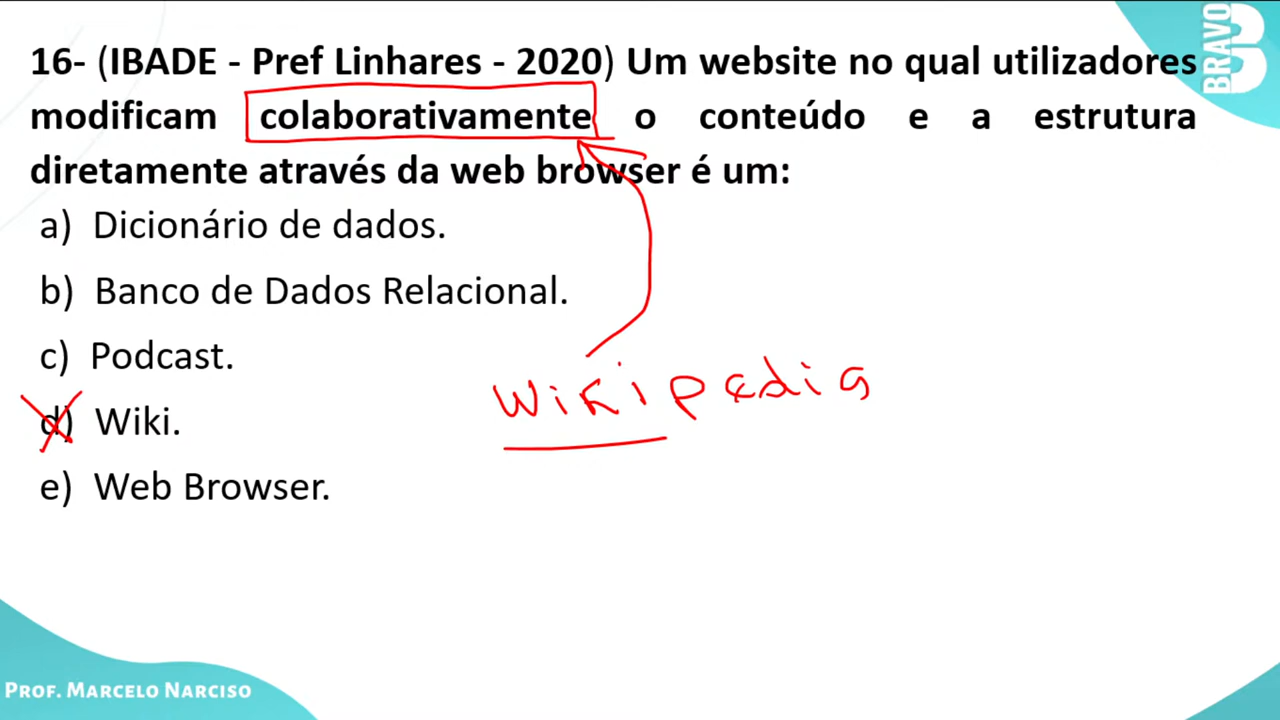 16- (IBADE - Pref Linhares - 2020) Um website no qual utilizadores
modificam colaborativamente o conteúdo e a estrutura
diretamente através da web browser é um:
a) Dicionário de dados.
b) Banco de Dados Relacional.
c) Podcast.
d) Wiki.
e) Web Browser.
Wikipedia
PROF. MARCELO NARCISO
BRAVO